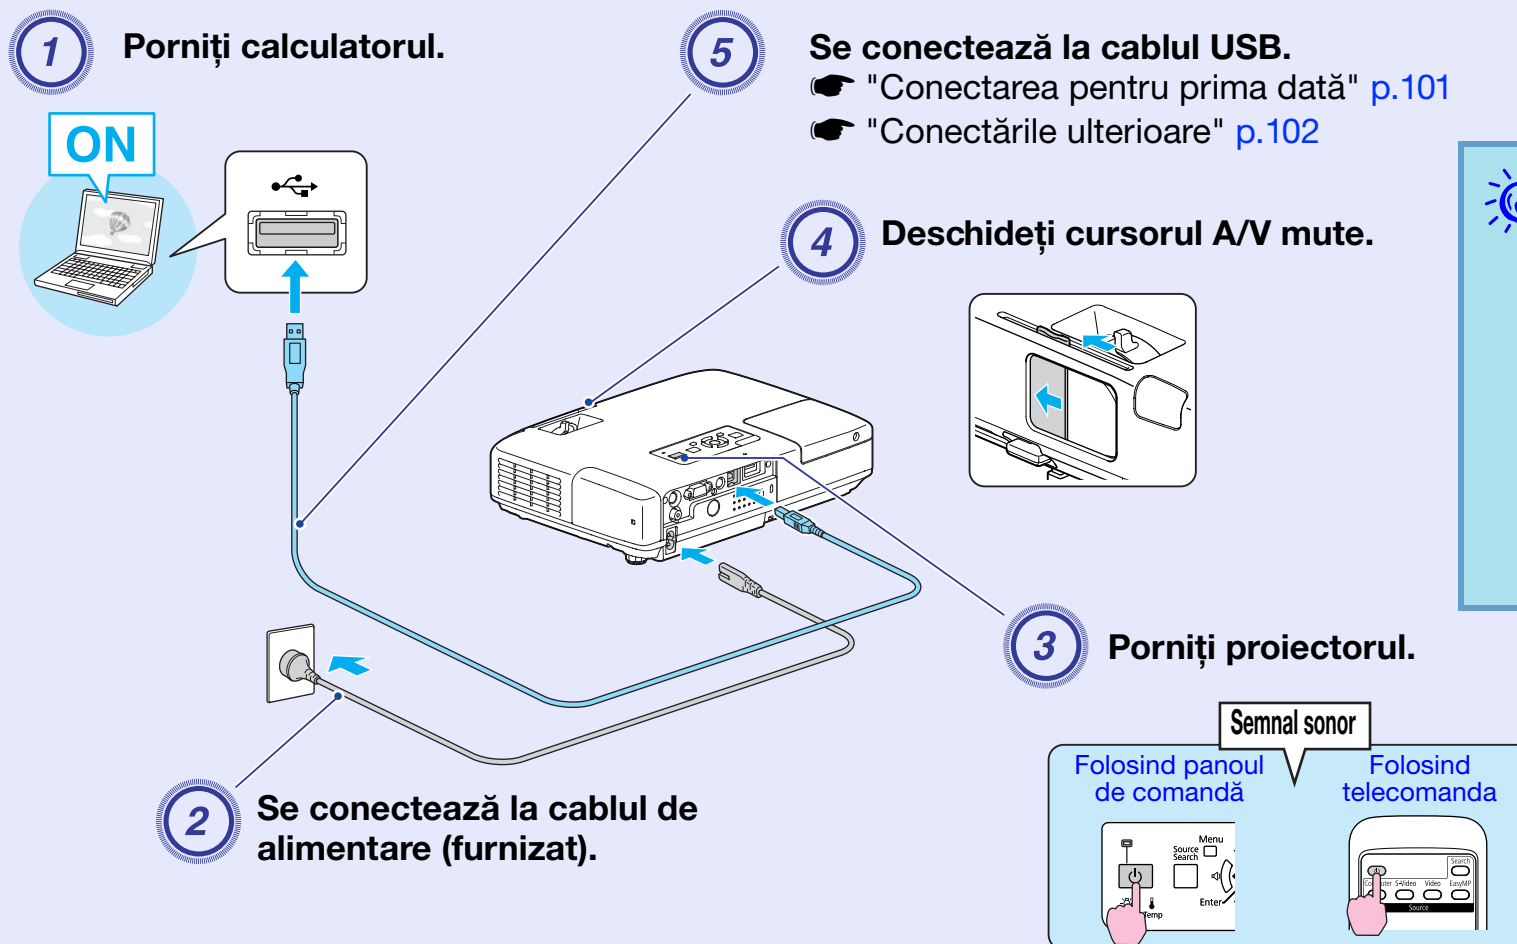 1 Porniți calculatorul.
ON
5 Se conectează la cablul USB.
"Conectarea pentru prima dată" p.101
"Conectările ulterioare" p.102
4 Deschideți cursorul A/V mute.
3 Porniți proiectorul.
2 Se conectează la cablul de
alimentare (furnizat).
Semnal sonor
Folosind panoul
de comandă
Menu
Source
Search
Enter
Temp
Folosind
telecomanda
Search
S-Video Video EasyMP
Source